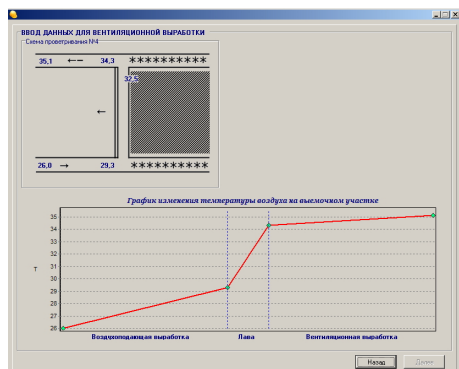 ВВОД ДАННЫХ ДЛЯ ВЕНТИЛЯЦИОННОЙ ВЫРАБОТКИ
Схема проветривания №4
35,1 ←– 34,3 **********
32,5
←
26,0 → 29,3 **********
График изменения температуры воздуха на выемочном участке
35
34
33
32
31
T
30
29
28
27
26
Воздухоподающая выработка Лава Вентиляционная выработка
Назад Далее